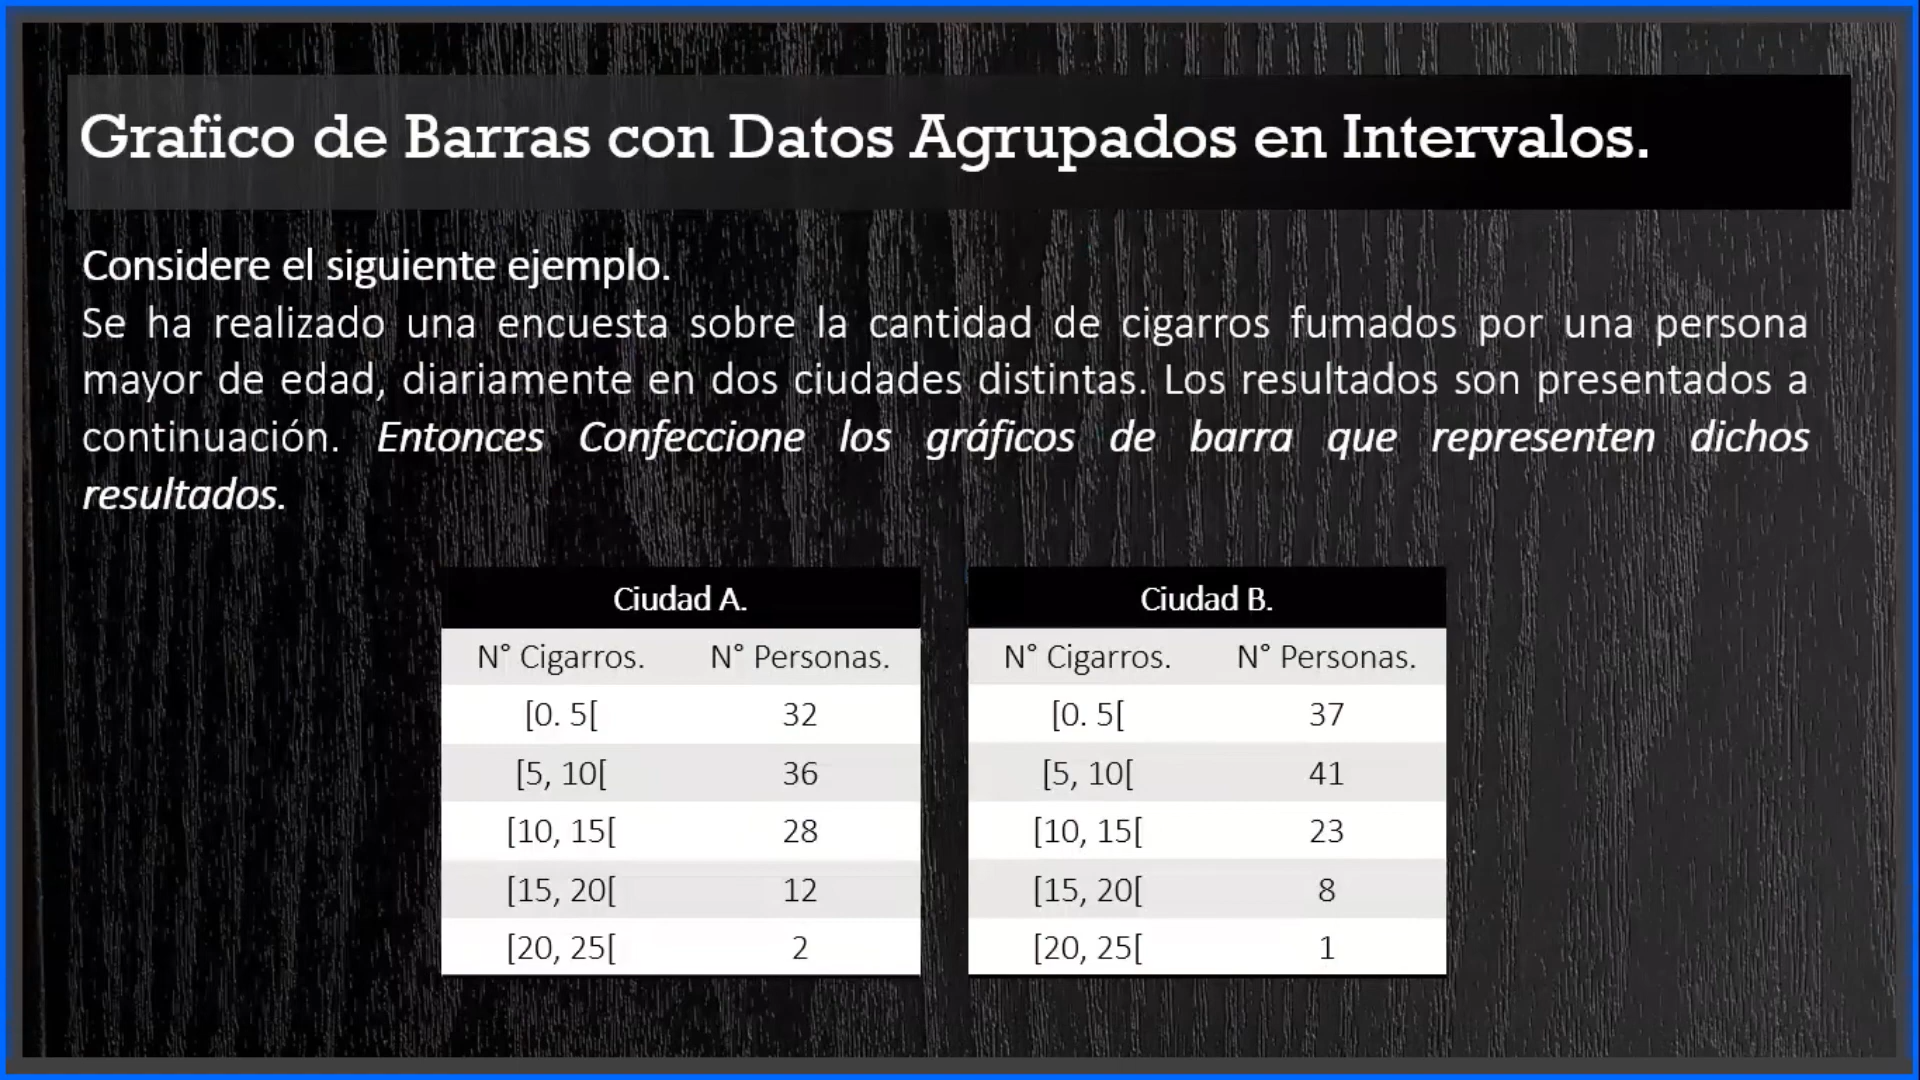 Grafico de Barras con Datos Agrupados en Intervalos.
Considere el siguiente ejemplo.
Se ha realizado una encuesta sobre la cantidad de cigarros fumados por una persona
mayor de edad, diariamente en dos ciudades distintas. Los resultados son presentados a
continuación. Entonces Confeccione los gráficos de barra que representen dichos
resultados.
Ciudad A.
N° Cigarros. N° Personas.
[0. 5[ 32
[5, 10[ 36
[10, 15[ 28
[15, 20[ 12
[20, 25[ 2
Ciudad B.
N° Cigarros. N° Personas.
[0. 5[ 37
[5, 10[ 41
[10, 15[ 23
[15, 20[ 8
[20, 25[ 1